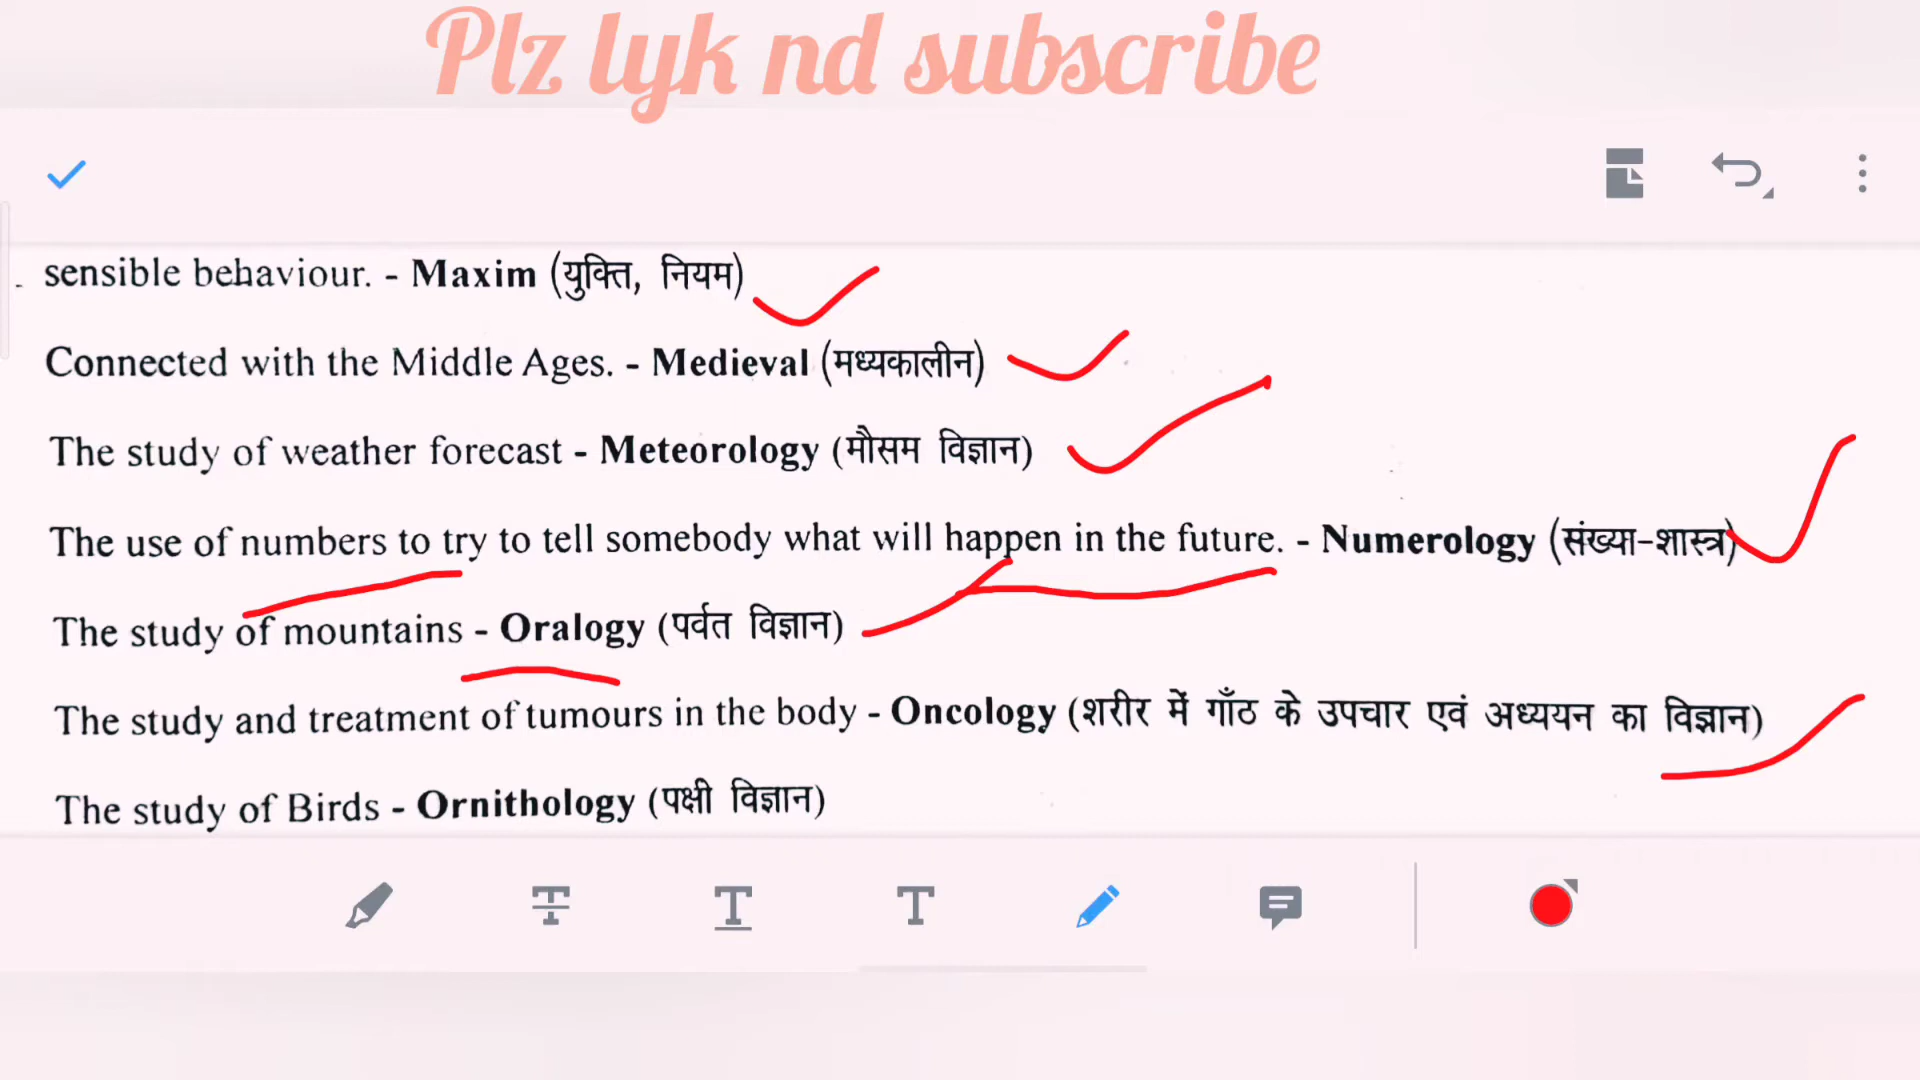 Plz lyk nd subscribe
sensible behaviour. - Maxim (युक्ति, नियम)
Connected with the Middle Ages. - Medieval (मध्यकालीन)
The study of weather forecast - Meteorology (मौसम विज्ञान)
The use of numbers to try to tell somebody what will happen in the future. - Numerology (संख्या-शास्त्र)
The study of mountains - Oralogy (पर्वत विज्ञान)
The study and treatment of tumours in the body - Oncology (शरीर में गाँठ के उपचार एवं अध्ययन का विज्ञान)
The study of Birds - Ornithology (पक्षी विज्ञान)